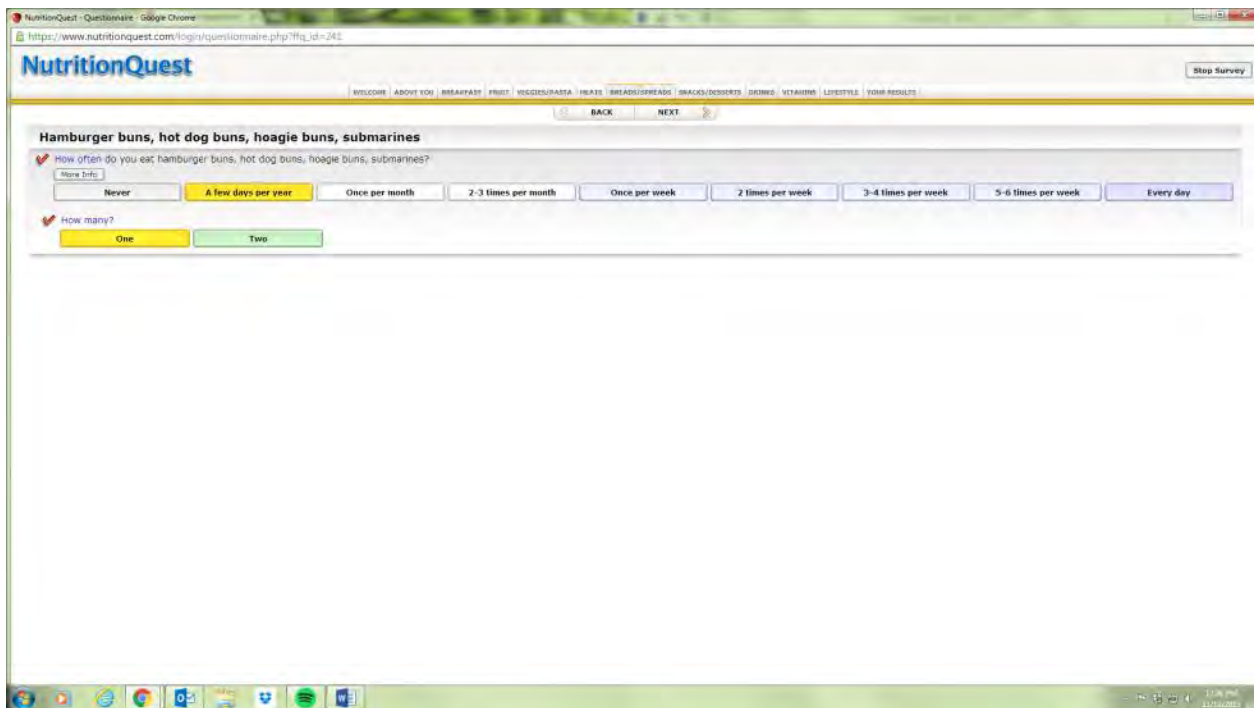 NutritionQuest - Questionnaire - Google Chrome
https://www.nutritionquest.com/login/questionnaire.php?ffq_id=241
NutritionQuest
Stop Survey
WELCOME ABOUT YOU BREAKFAST FRUIT VEGGIES/PASTA MEATS BREADS/SPREADS SNACKS/DESSERTS DRINKS VITAMINS LIFESTYLE YOUR RESULTS
BACK NEXT
Hamburger buns, hot dog buns, hoagie buns, submarines
How often do you eat hamburger buns, hot dog buns, hoagie buns, submarines?
More Info
Never A few days per year Once per month 2-3 times per month Once per week 2 times per week 3-4 times per week 5-6 times per week Every day
How many?
One Two